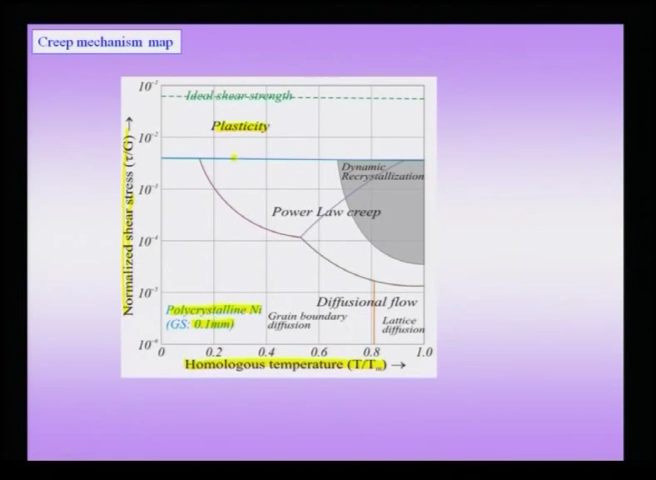 Creep mechanism map
10⁻¹
Ideal shear strength
Plasticity
10⁻²
Dynamic
Recrystallization
10⁻³
Power Law creep
10⁻⁴
Normalized shear stress (τ/G) →
10⁻⁵
Diffusional flow
Polycrystalline Ni
(GS: 0.1mm)
Grain boundary
diffusion
Lattice
diffusion
10⁻⁶
0 0.2 0.4 0.6 0.8 1.0
Homologous temperature (T/Tₘ) →